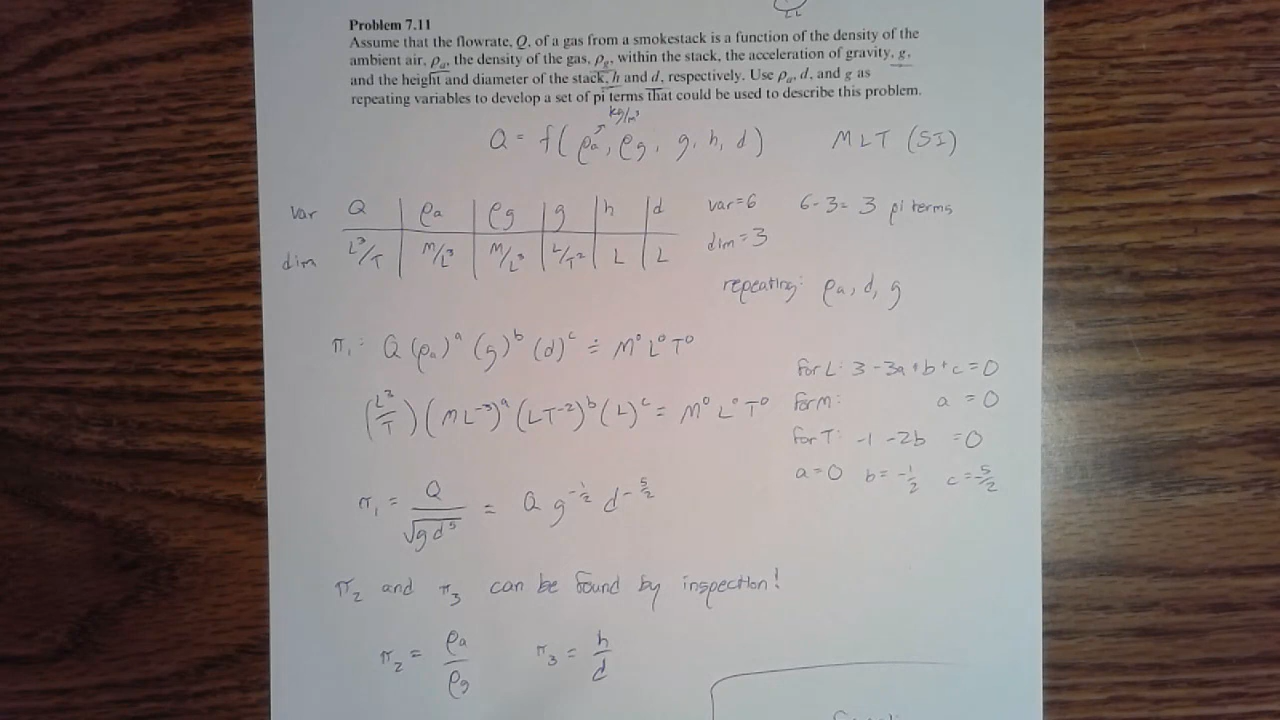 LL
Problem 7.11
Assume that the flowrate, Q, of a gas from a smokestack is a function of the density of the
ambient air, ρa, the density of the gas, ρg, within the stack, the acceleration of gravity, g,
and the height and diameter of the stack, h and d, respectively. Use ρa, d, and g as
repeating variables to develop a set of pi terms that could be used to describe this problem.
kg/m³
Q = f( ρa, ρg, g, h, d) MLT (SI)
var Q ρa ρg g h d var=6 6-3= 3 pi terms
dim L³/T M/L³ M/L³ L/T² L L dim=3
repeating: ρa, d, g
π₁: Q (ρa)ᵃ (g)ᵇ (d)ᶜ ≐ M⁰L⁰T⁰
For L: 3 -3a +b +c =0
(L³/T) (ML⁻³)ᵃ (LT⁻²)ᵇ (L)ᶜ = M⁰ L⁰ T⁰ For M: a = 0
For T: -1 -2b =0
a=0 b= -1/2 c=-5/2
π₁ = Q/√gd⁵ = Q g^-1/2 d^-5/2
π₂ and π₃ can be found by inspection!
π₂ = ρa/ρg π₃ = h/d